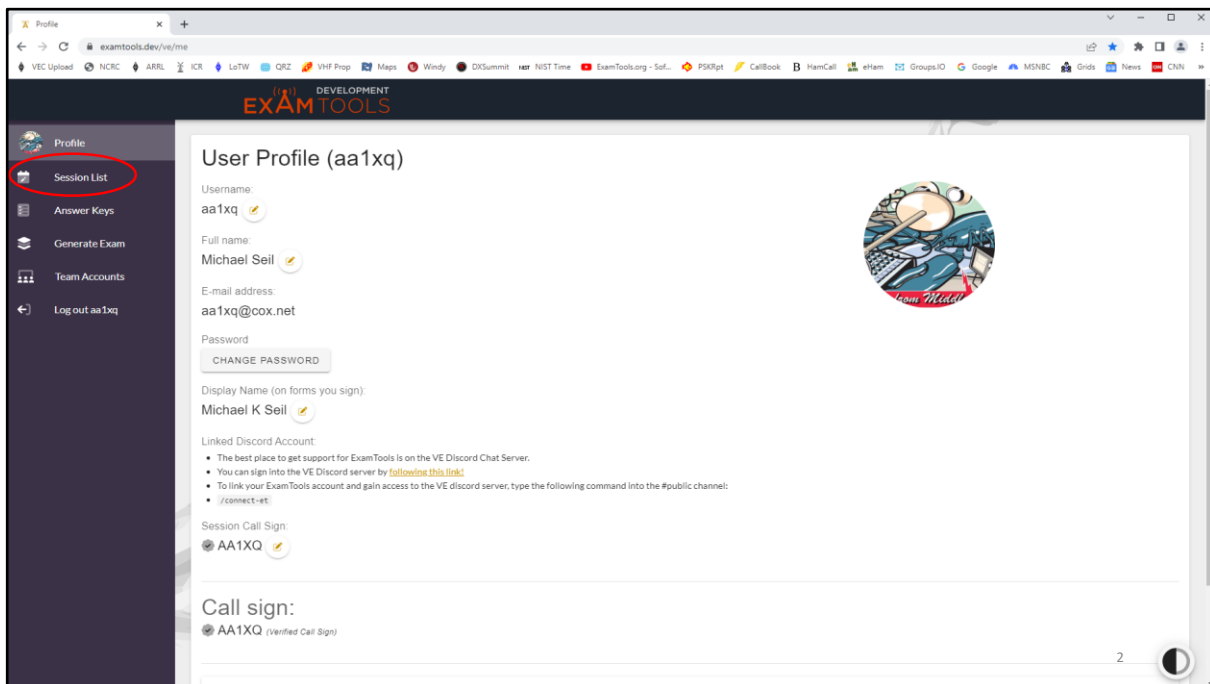 Profile × +
examtools.dev/ve/me
VEC Upload NCRC ARRL ICR LoTW QRZ VHF Prop Maps Windy DXSummit NIST Time ExamTools.org - Sof... PSKRpt CallBook HamCall eHam Groups.IO Google MSNBC Grids News CNN »
DEVELOPMENT
EXAMTOOLS
Profile
Session List
Answer Keys
Generate Exam
Team Accounts
Log out aa1xq
User Profile (aa1xq)
Username:
aa1xq
Full name:
Michael Seil
E-mail address:
aa1xq@cox.net
Password
CHANGE PASSWORD
Display Name (on forms you sign):
Michael K Seil
Linked Discord Account:
• The best place to get support for ExamTools is on the VE Discord Chat Server.
• You can sign into the VE Discord server by following this link!
• To link your ExamTools account and gain access to the VE discord server, type the following command into the #public channel:
• /connect-et
Session Call Sign:
AA1XQ
Call sign:
AA1XQ (Verified Call Sign)
from Middle
2